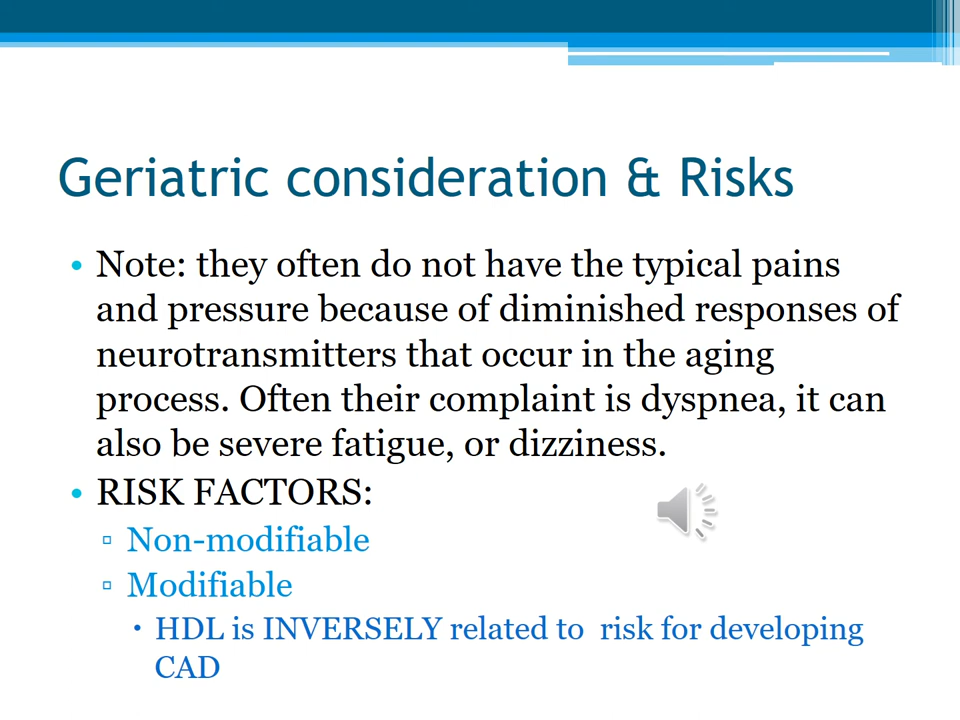 Geriatric consideration & Risks
• Note: they often do not have the typical pains
and pressure because of diminished responses of
neurotransmitters that occur in the aging
process. Often their complaint is dyspnea, it can
also be severe fatigue, or dizziness.
• RISK FACTORS:
▫ Non-modifiable
▫ Modifiable
▪ HDL is INVERSELY related to  risk for developing
CAD